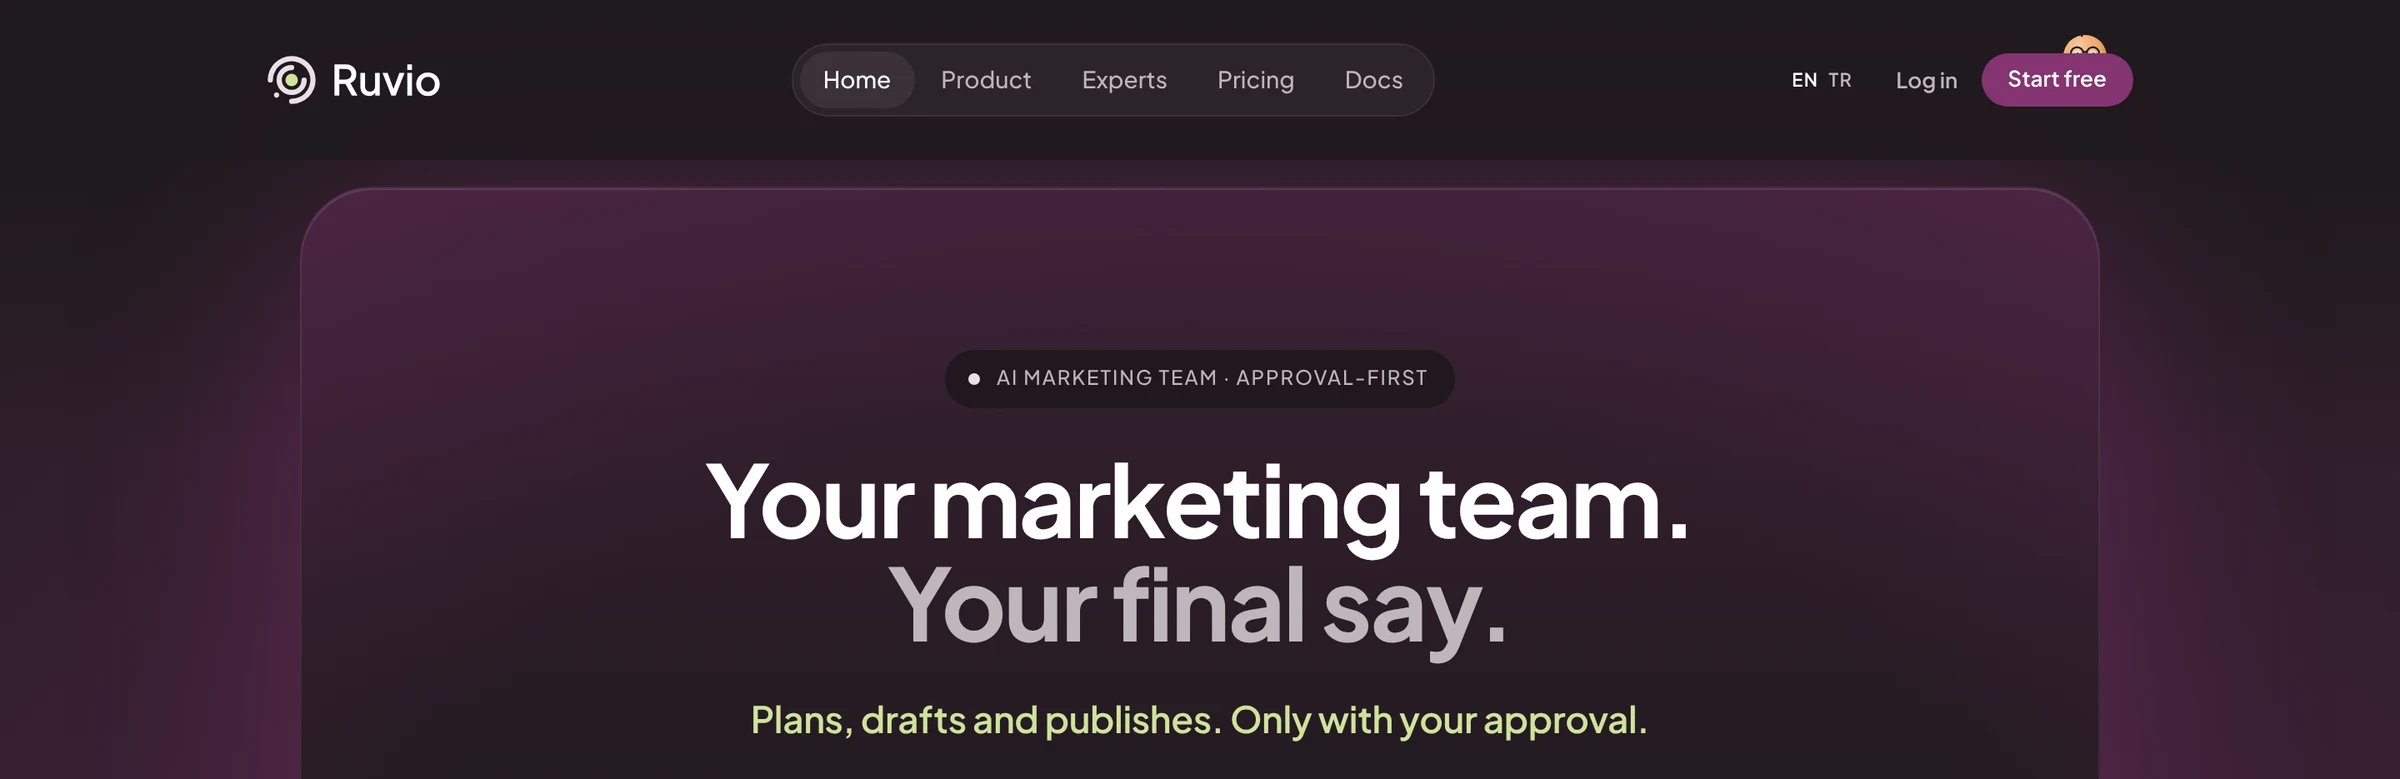 Ruvio
Home Product Experts Pricing Docs
EN TR Log in Start free
AI MARKETING TEAM · APPROVAL-FIRST
Your marketing team.
Your final say.
Plans, drafts and publishes. Only with your approval.